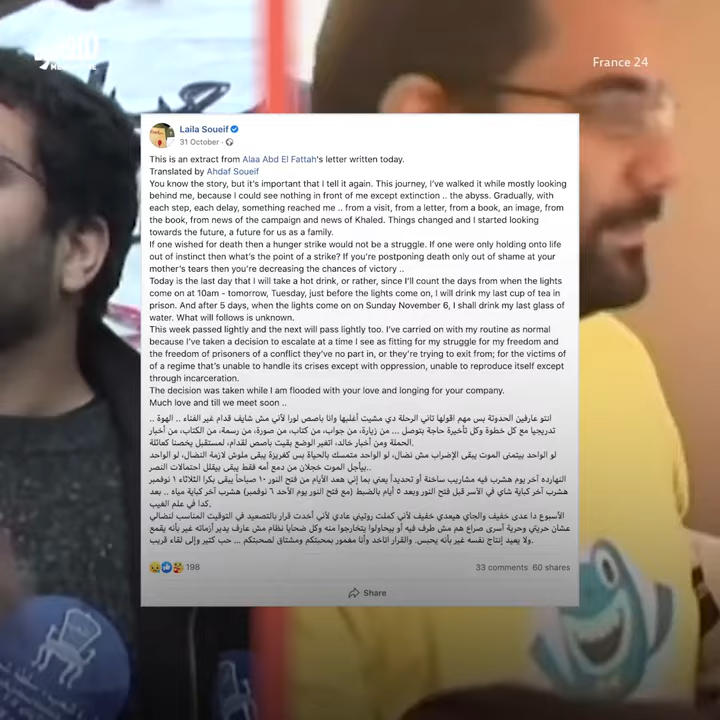 France 24
Laila Soueif
31 October ·
This is an extract from Alaa Abd El Fattah's letter written today.
Translated by Ahdaf Soueif
You know the story, but it's important that I tell it again. This journey, I've walked it while mostly looking
behind me, because I could see nothing in front of me except extinction .. the abyss. Gradually, with
each step, each delay, something reached me .. from a visit, from a letter, from a book, an image, from
the book, from news of the campaign and news of Khaled. Things changed and I started looking
towards the future, a future for us as a family.
If one wished for death then a hunger strike would not be a struggle. If one were only holding onto life
out of instinct then what's the point of a strike? If you're postponing death only out of shame at your
mother's tears then you're decreasing the chances of victory ..
Today is the last day that I will take a hot drink, or rather, since I'll count the days from when the lights
come on at 10am - tomorrow, Tuesday, just before the lights come on, I will drink my last cup of tea in
prison. And after 5 days, when the lights come on on Sunday November 6, I shall drink my last glass of
water. What will follows is unknown.
This week passed lightly and the next will pass lightly too. I've carried on with my routine as normal
because I've taken a decision to escalate at a time I see as fitting for my struggle for my freedom and
the freedom of prisoners of a conflict they've no part in, or they're trying to exit from; for the victims of
of a regime that's unable to handle its crises except with oppression, unable to reproduce itself except
through incarceration.
The decision was taken while I am flooded with your love and longing for your company.
Much love and till we meet soon ..
انتو عارفين الحدوتة بس مهم اقولها تاني الرحلة دي مشيت أغلبها وانا باصص لورا لأني مش شايف قدام غير الفناء .. الهوة ..
تدريجيا مع كل خطوة وكل تأخيرة حاجة بتوصل ... من زيارة، من جواب، من كتاب، من صورة، من رسمة، من الكتاب، من أخبار
الحملة ومن أخبار خالد، اتغير الوضع بقيت باصص لقدام، لمستقبل يخصنا كعائلة.
لو الواحد بيتمنى الموت يبقى الإضراب مش نضال، لو الواحد متمسك بالحياة بس كغريزة يبقى ملوش لازمة النضال، لو الواحد
بيأجل الموت خجلان من دمع أمه فقط يبقى بيقلل احتمالات النصر..
النهارده آخر يوم هشرب فيه مشاريب ساخنة أو تحديداً يعني بما إني هعد الأيام من فتح النور ١٠ صباحاً يبقى بكرا الثلاثاء ١ نوفمبر
هشرب آخر كباية شاي في الأسر قبل فتح النور وبعد ٥ أيام بالضبط (مع فتح النور يوم الأحد ٦ نوفمبر) هشرب آخر كباية مياه .. بعد
كدا في علم الغيب.
الأسبوع دا عدى خفيف والجاي هيعدي خفيف لأني كملت روتيني عادي لأني أخدت قرار بالتصعيد في التوقيت المناسب لنضالي
عشان حريتي وحرية أسرى صراع هم مش طرف فيه أو بيحاولوا يتخارجوا منه وكل ضحايا نظام مش عارف يدير أزماته غير بأنه يقمع
ولا يعيد إنتاج نفسه غير بأنه يحبس. والقرار اتاخد وأنا مغمور بمحبتكم ومشتاق لصحبتكم ... حب كتير وإلى لقاء قريب.
198
33 comments 60 shares
Share